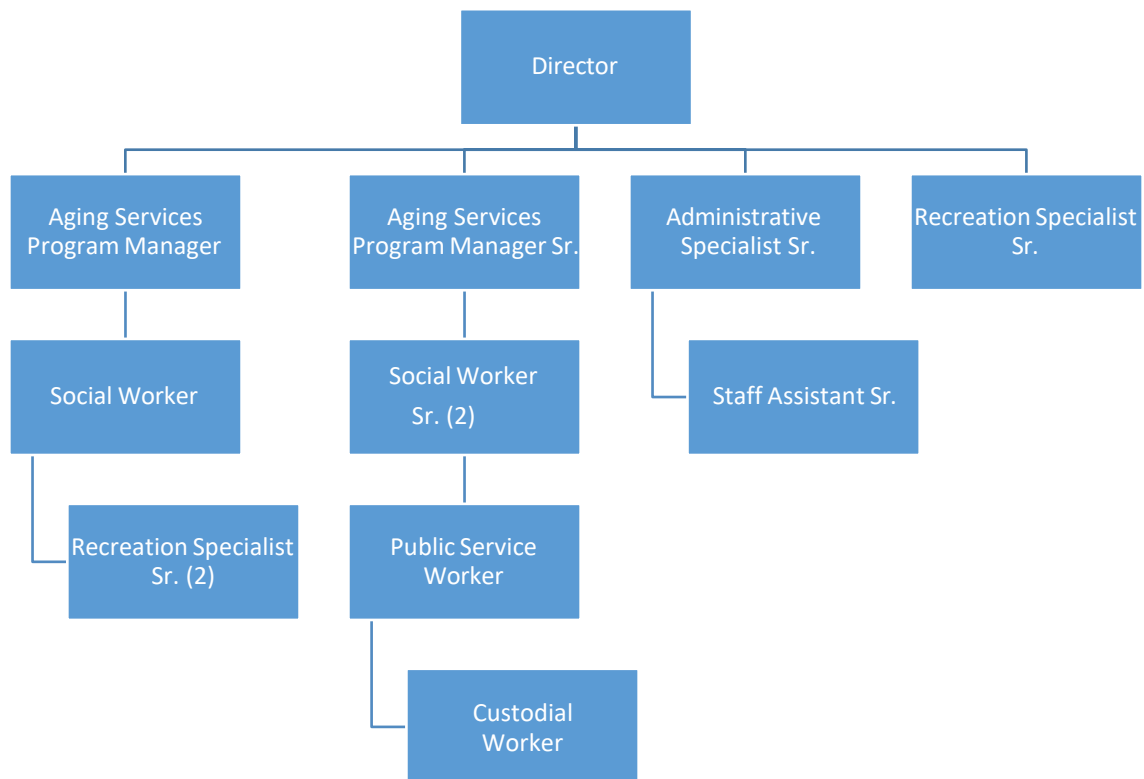 Director
Aging Services
Program Manager
Aging Services
Program Manager Sr.
Administrative
Specialist Sr.
Recreation Specialist
Sr.
Social Worker
Social Worker
Sr. (2)
Staff Assistant Sr.
Recreation Specialist
Sr. (2)
Public Service
Worker
Custodial
Worker